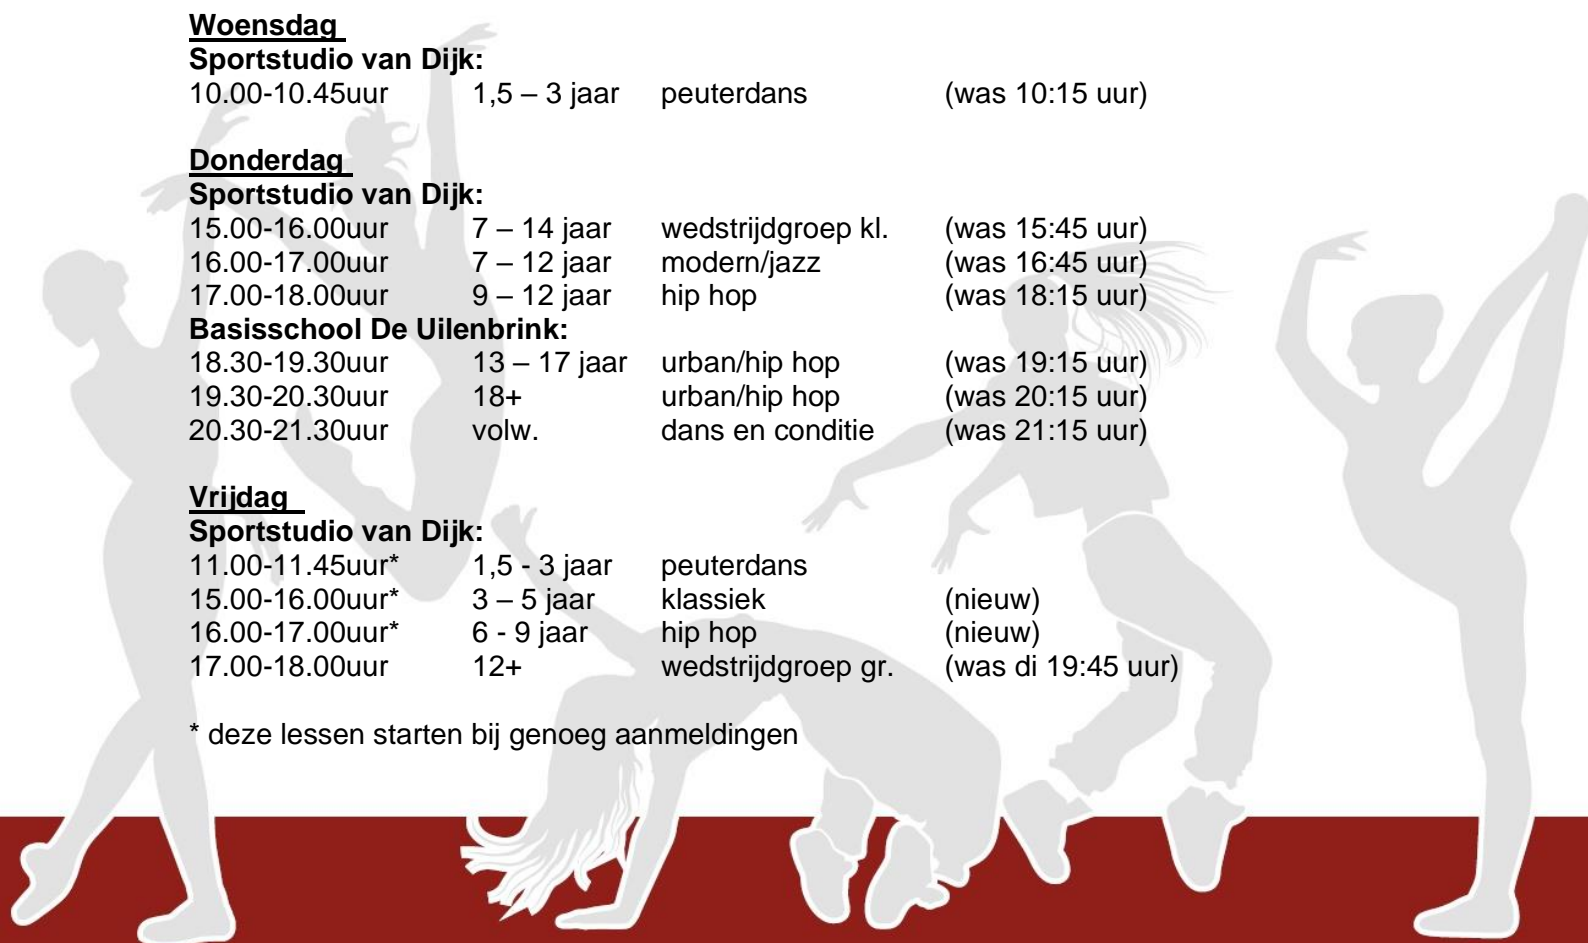 Woensdag
Sportstudio van Dijk:
10.00-10.45uur 1,5 – 3 jaar peuterdans (was 10:15 uur)
Donderdag
Sportstudio van Dijk:
15.00-16.00uur 7 – 14 jaar wedstrijdgroep kl. (was 15:45 uur)
16.00-17.00uur 7 – 12 jaar modern/jazz (was 16:45 uur)
17.00-18.00uur 9 – 12 jaar hip hop (was 18:15 uur)
Basisschool De Uilenbrink:
18.30-19.30uur 13 – 17 jaar urban/hip hop (was 19:15 uur)
19.30-20.30uur 18+ urban/hip hop (was 20:15 uur)
20.30-21.30uur volw. dans en conditie (was 21:15 uur)
Vrijdag
Sportstudio van Dijk:
11.00-11.45uur* 1,5 - 3 jaar peuterdans
15.00-16.00uur* 3 – 5 jaar klassiek (nieuw)
16.00-17.00uur* 6 - 9 jaar hip hop (nieuw)
17.00-18.00uur 12+ wedstrijdgroep gr. (was di 19:45 uur)
* deze lessen starten bij genoeg aanmeldingen